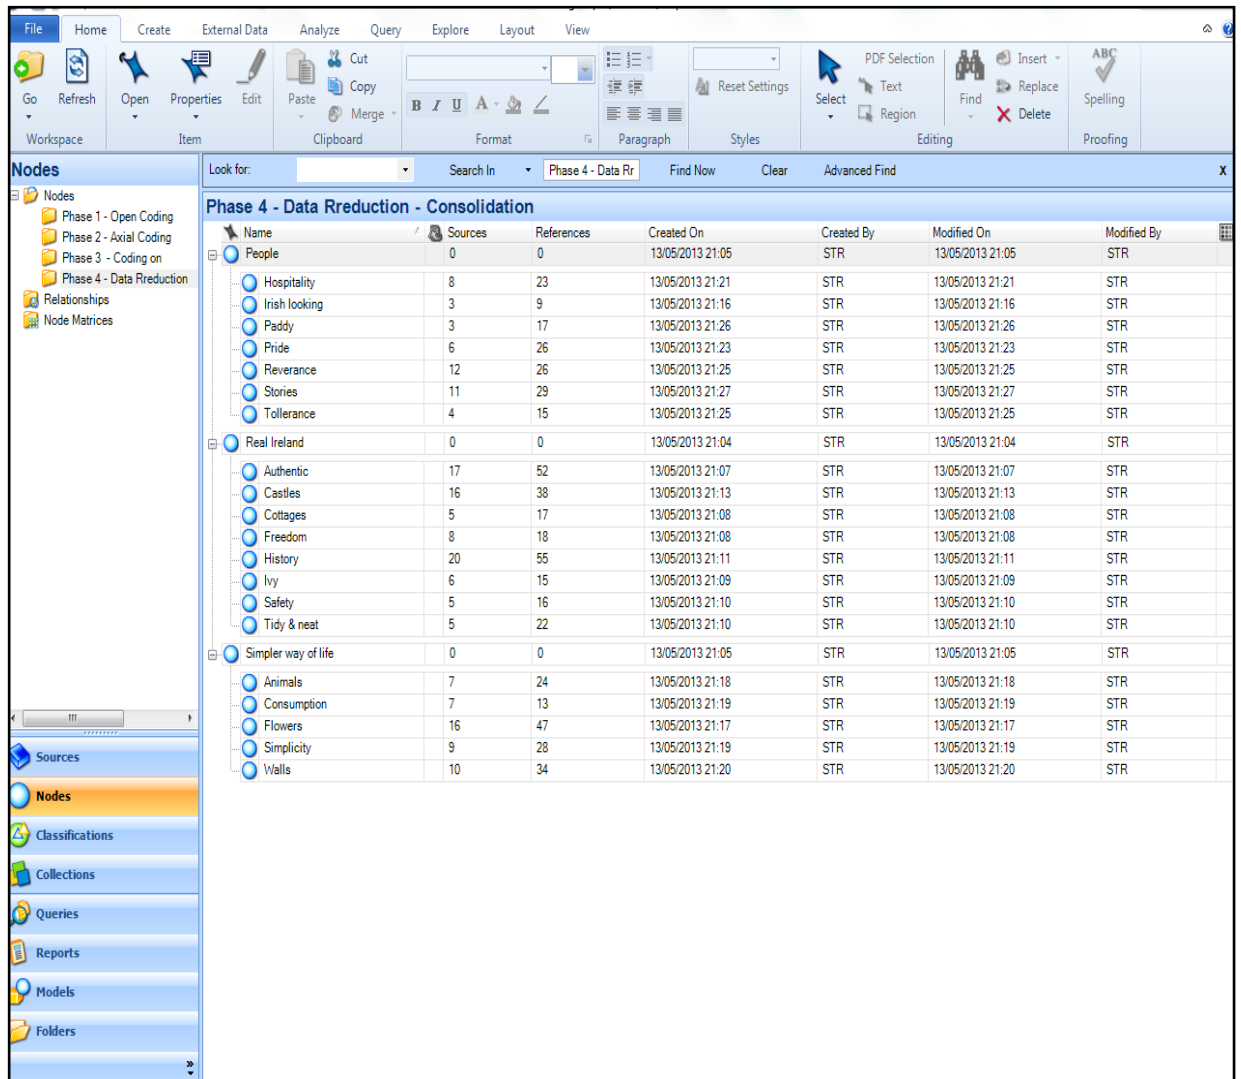 File Home Create External Data Analyze Query Explore Layout View
Cut
PDF Selection Insert ABC
Copy Reset Settings Text Replace
Go Refresh Open Properties Edit Paste Select Find Spelling
Merge B I U A Region Delete
Workspace Item Clipboard Format Paragraph Styles Editing Proofing
Nodes
Look for: Search In Phase 4 - Data Rr Find Now Clear Advanced Find x
Nodes
Phase 1 - Open Coding
Phase 2 - Axial Coding
Phase 3 - Coding on
Phase 4 - Data Rreduction
Relationships
Node Matrices
Phase 4 - Data Rreduction - Consolidation
Name Sources References Created On Created By Modified On Modified By
People 0 0 13/05/2013 21:05 STR 13/05/2013 21:05 STR
Hospitality 8 23 13/05/2013 21:21 STR 13/05/2013 21:21 STR
Irish looking 3 9 13/05/2013 21:16 STR 13/05/2013 21:16 STR
Paddy 3 17 13/05/2013 21:26 STR 13/05/2013 21:26 STR
Pride 6 26 13/05/2013 21:23 STR 13/05/2013 21:23 STR
Reverance 12 26 13/05/2013 21:25 STR 13/05/2013 21:25 STR
Stories 11 29 13/05/2013 21:27 STR 13/05/2013 21:27 STR
Tollerance 4 15 13/05/2013 21:25 STR 13/05/2013 21:25 STR
Real Ireland 0 0 13/05/2013 21:04 STR 13/05/2013 21:04 STR
Authentic 17 52 13/05/2013 21:07 STR 13/05/2013 21:07 STR
Castles 16 38 13/05/2013 21:13 STR 13/05/2013 21:13 STR
Cottages 5 17 13/05/2013 21:08 STR 13/05/2013 21:08 STR
Freedom 8 18 13/05/2013 21:08 STR 13/05/2013 21:08 STR
History 20 55 13/05/2013 21:11 STR 13/05/2013 21:11 STR
Ivy 6 15 13/05/2013 21:09 STR 13/05/2013 21:09 STR
Safety 5 16 13/05/2013 21:10 STR 13/05/2013 21:10 STR
Tidy & neat 5 22 13/05/2013 21:10 STR 13/05/2013 21:10 STR
Simpler way of life 0 0 13/05/2013 21:05 STR 13/05/2013 21:05 STR
Animals 7 24 13/05/2013 21:18 STR 13/05/2013 21:18 STR
Consumption 7 13 13/05/2013 21:19 STR 13/05/2013 21:19 STR
Flowers 16 47 13/05/2013 21:17 STR 13/05/2013 21:17 STR
Simplicity 9 28 13/05/2013 21:19 STR 13/05/2013 21:19 STR
Walls 10 34 13/05/2013 21:20 STR 13/05/2013 21:20 STR
Sources
Nodes
Classifications
Collections
Queries
Reports
Models
Folders